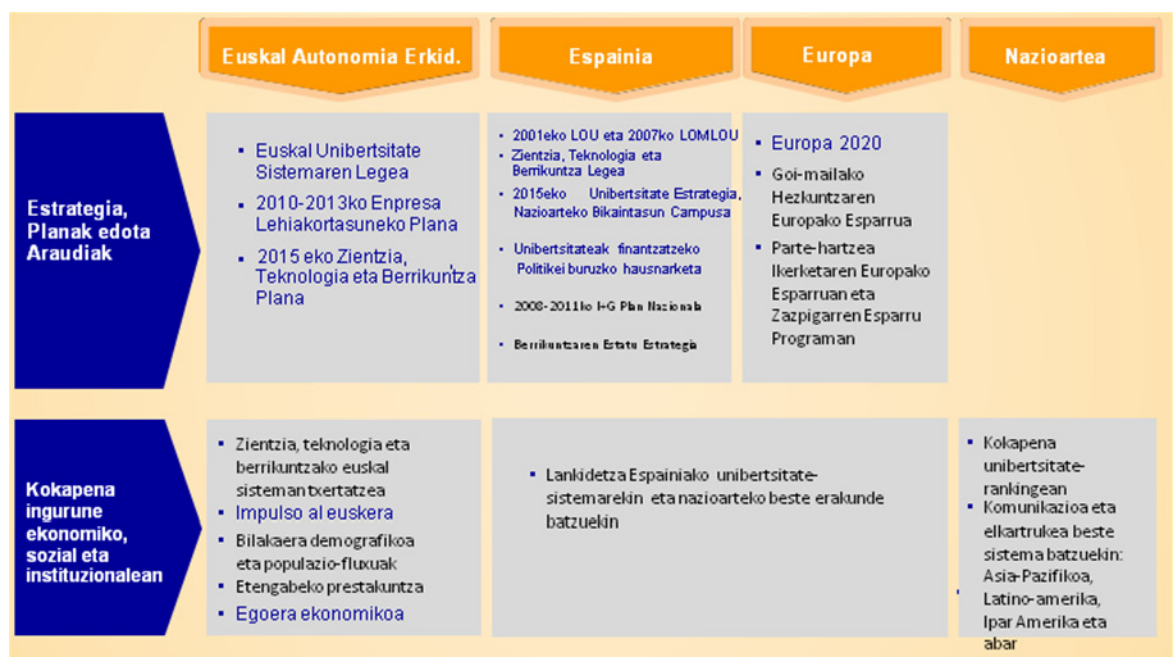 Euskal Autonomia Erkid.
Espainia
Europa
Nazioartea
Estrategia,
Planak edota
Araudiak
▪ Euskal Unibertsitate
Sistemaren Legea
▪ 2010-2013ko Enpresa
Lehiakortasuneko Plana
▪ 2015 eko Zientzia,
Teknologia eta Berrikuntza
Plana
▪ 2001eko LOU eta 2007ko LOMLOU
▪ Zientzia, Teknologia eta
Berrikuntza Legea
▪ 2015eko Unibertsitate Estrategia,
Nazioarteko Bikaintasun Campusa
▪ Unibertsitateak finantzatzeko
Politikei buruzko hausnarketa
▪ 2008-2011ko I+G Plan Nazionala
▪ Berrikuntzaren Estatu Estrategia
▪ Europa 2020
▪ Goi-mailako
Hezkuntzaren
Europako Esparrua
▪ Parte-hartzea
Ikerketaren Europako
Esparruan eta
Zazpigarren Esparru
Programan
Kokapena
ingurune
ekonomiko,
sozial eta
instituzionalean
▪ Zientzia, teknologia eta
berrikuntzako euskal
sisteman txertatzea
▪ Impulso al euskera
▪ Bilakaera demografikoa
eta populazio-fluxuak
▪ Etengabeko prestakuntza
▪ Egoera ekonomikoa
▪ Lankidetza Espainiako unibertsitate-
sistemarekin eta nazioarteko beste erakunde
batzuekin
▪ Kokapena
unibertsitate-
rankingean
▪ Komunikazioa eta
elkartrukea beste
sistema batzuekin:
Asia-Pazifikoa,
Latino-amerika,
Ipar Amerika eta
abar